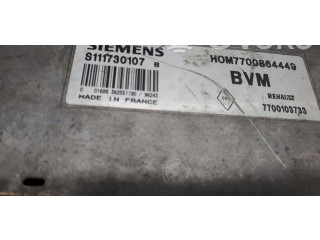 SIEMENS
S111730107 B
HOM7700864449
BVM
MADE IN FRANCE
RENAULT
7700103733